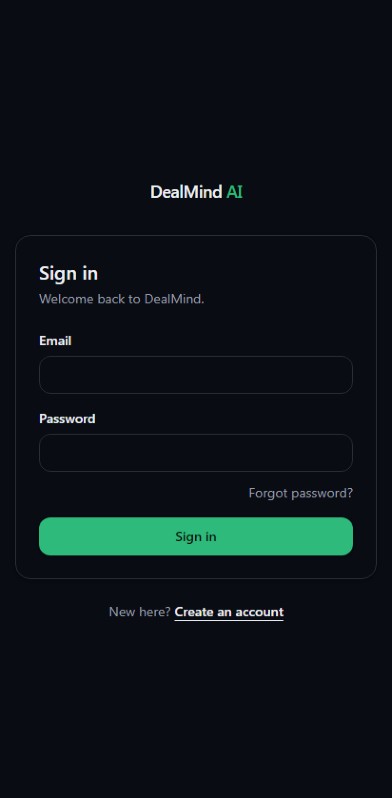 DealMind AI
Sign in
Welcome back to DealMind.
Email
Password
Forgot password?
Sign in
New here? Create an account